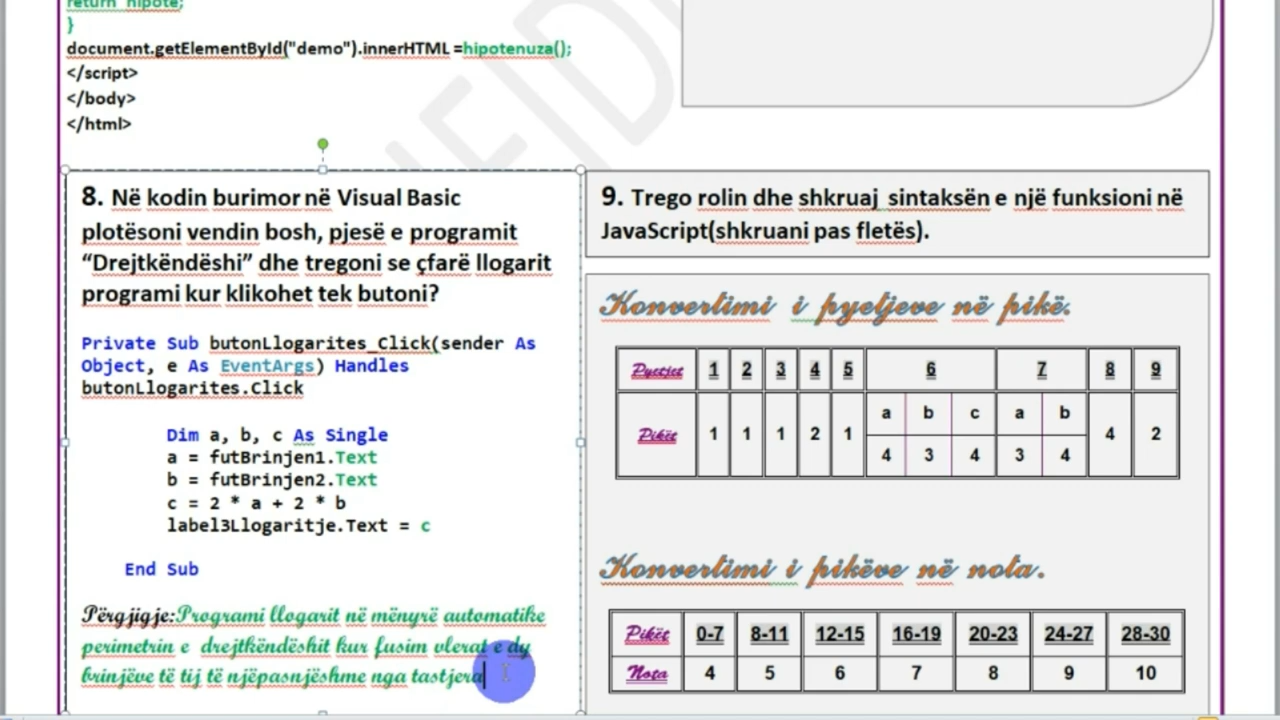 return hipote;
}
document.getElementById("demo").innerHTML =hipotenuza();
</script>
</body>
</html>
8. Në kodin burimor në Visual Basic
plotësoni vendin bosh, pjesë e programit
“Drejtkëndëshi” dhe tregoni se çfarë llogarit
programi kur klikohet tek butoni?
Private Sub butonLlogarites_Click(sender As
Object, e As EventArgs) Handles
butonLlogarites.Click
Dim a, b, c As Single
a = futBrinjen1.Text
b = futBrinjen2.Text
c = 2 * a + 2 * b
label3Llogaritje.Text = c
End Sub
Përgjigje:Programi llogarit në mënyrë automatike
perimetrin e drejtkëndëshit kur fusim vlerat e dy
brinjëve të tij të njëpasnjëshme nga tastjera
9. Trego rolin dhe shkruaj sintaksën e një funksioni në
JavaScript(shkruani pas fletës).
Konvertimi i pyetjeve në pikë.
Pyetjet 1 2 3 4 5 6 7 8 9
a b c a b
Pikët 1 1 1 2 1 4 3 4 3 4 4 2
Konvertimi i pikëve në nota.
Pikët 0-7 8-11 12-15 16-19 20-23 24-27 28-30
Nota 4 5 6 7 8 9 10